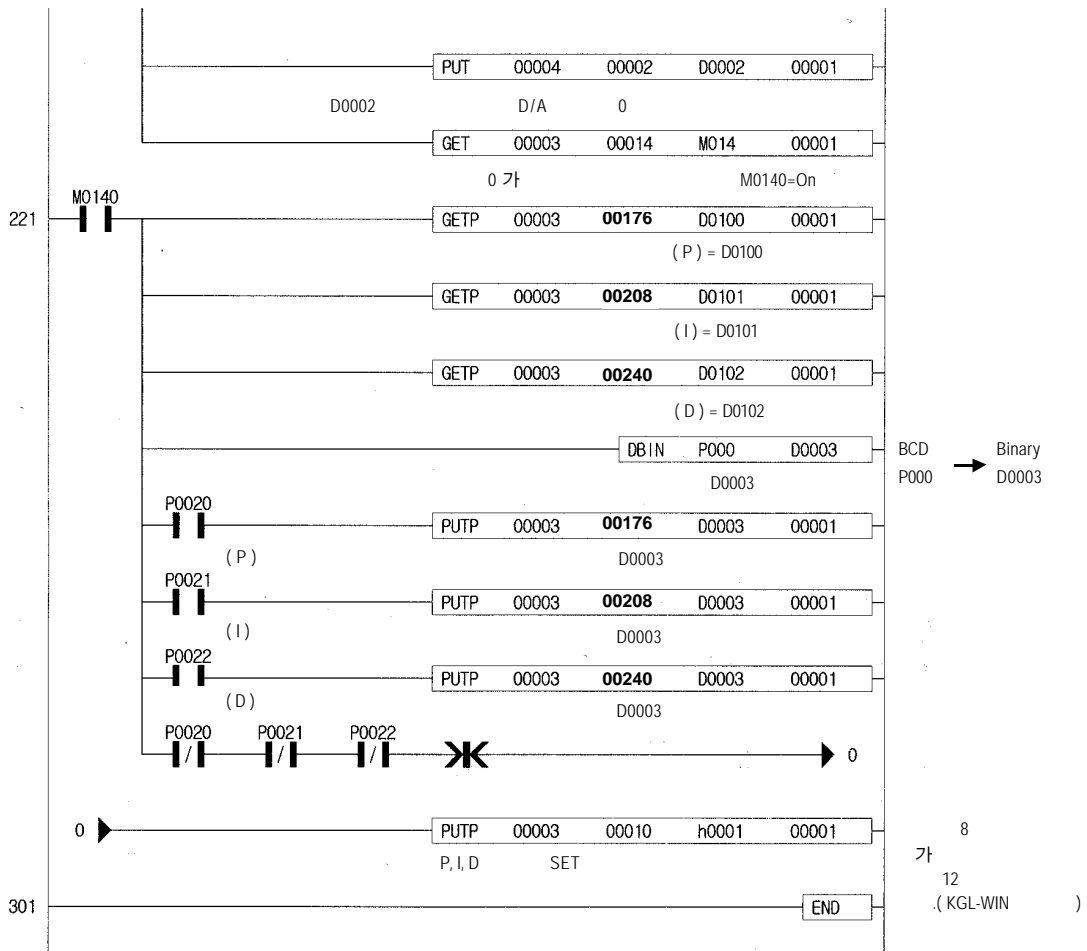 PUT 00004 00002 D0002 00001
D0002 D/A 0
GET 00003 00014 M014 00001
0 가 M0140=On
M0140
221 GETP 00003 00176 D0100 00001
( P ) = D0100
GETP 00003 00208 D0101 00001
( I ) = D0101
GETP 00003 00240 D0102 00001
( D ) = D0102
DBIN P000 D0003 BCD Binary
P000 D0003
D0003
P0020
PUTP 00003 00176 D0003 00001
( P ) D0003
P0021
PUTP 00003 00208 D0003 00001
( I ) D0003
P0022
PUTP 00003 00240 D0003 00001
( D ) D0003
P0020 P0021 P0022
0
0 PUTP 00003 00010 h0001 00001 8
P, I, D SET 가
12
301 END .( KGL-WIN )